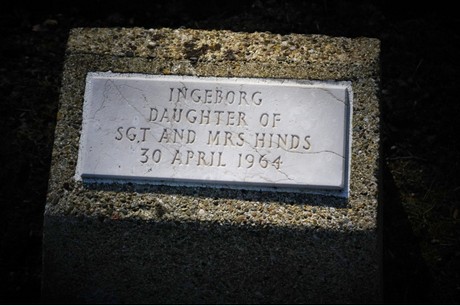 INGEBORG
DAUGHTER OF
SGT AND MRS HINDS
30 APRIL 1964